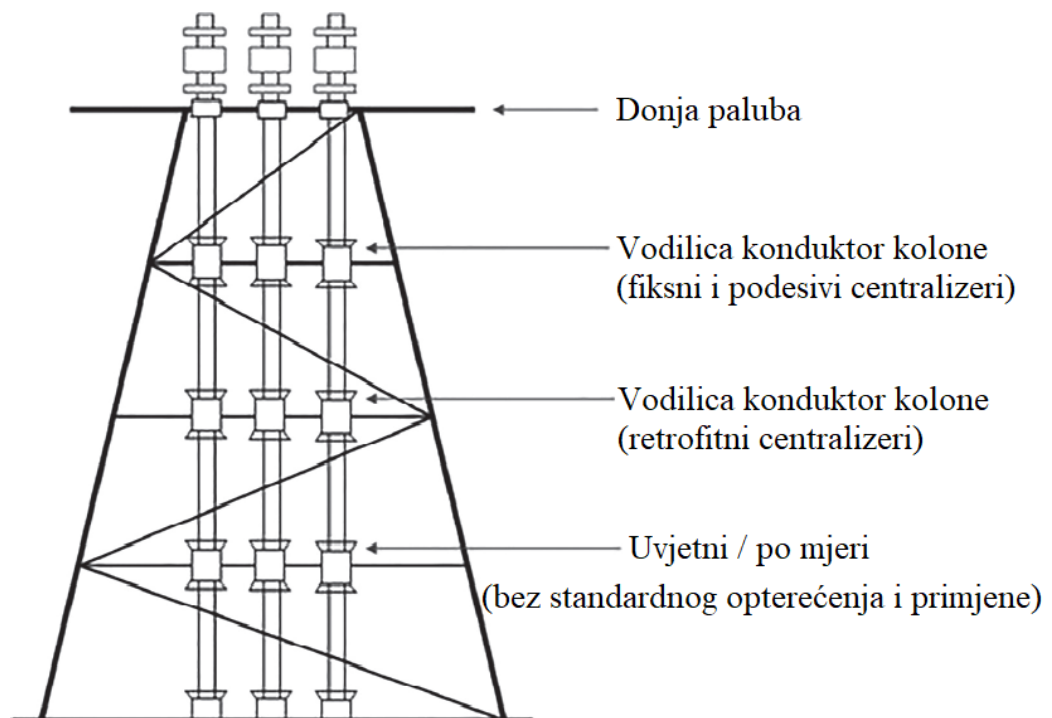 Donja paluba
Vodilica konduktor kolone
(fiksni i podesivi centralizeri)
Vodilica konduktor kolone
(retrofitni centralizeri)
Uvjetni / po mjeri
(bez standardnog opterećenja i primjene)